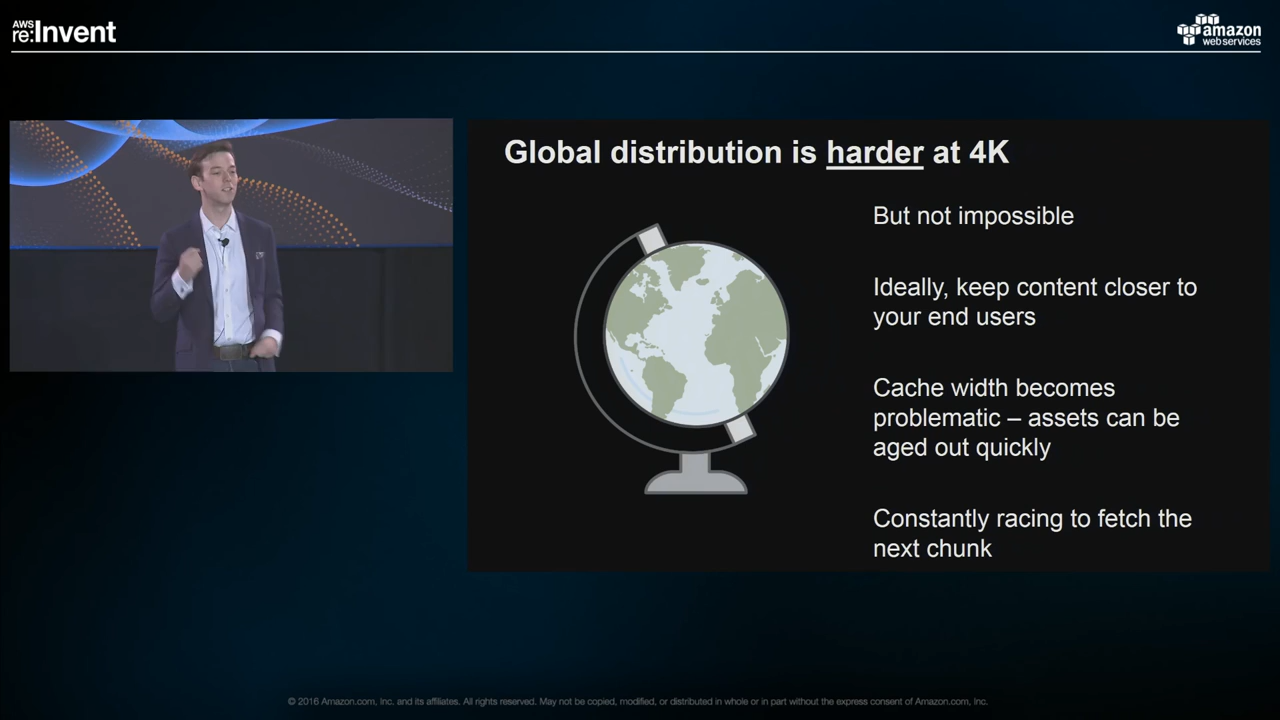 AWS
re:Invent
amazon
web services
Global distribution is harder at 4K
But not impossible
Ideally, keep content closer to
your end users
Cache width becomes
problematic – assets can be
aged out quickly
Constantly racing to fetch the
next chunk
© 2016 Amazon.com, Inc. and its affiliates. All rights reserved. May not be copied, modified, or distributed in whole or in part without the express consent of Amazon.com, Inc.